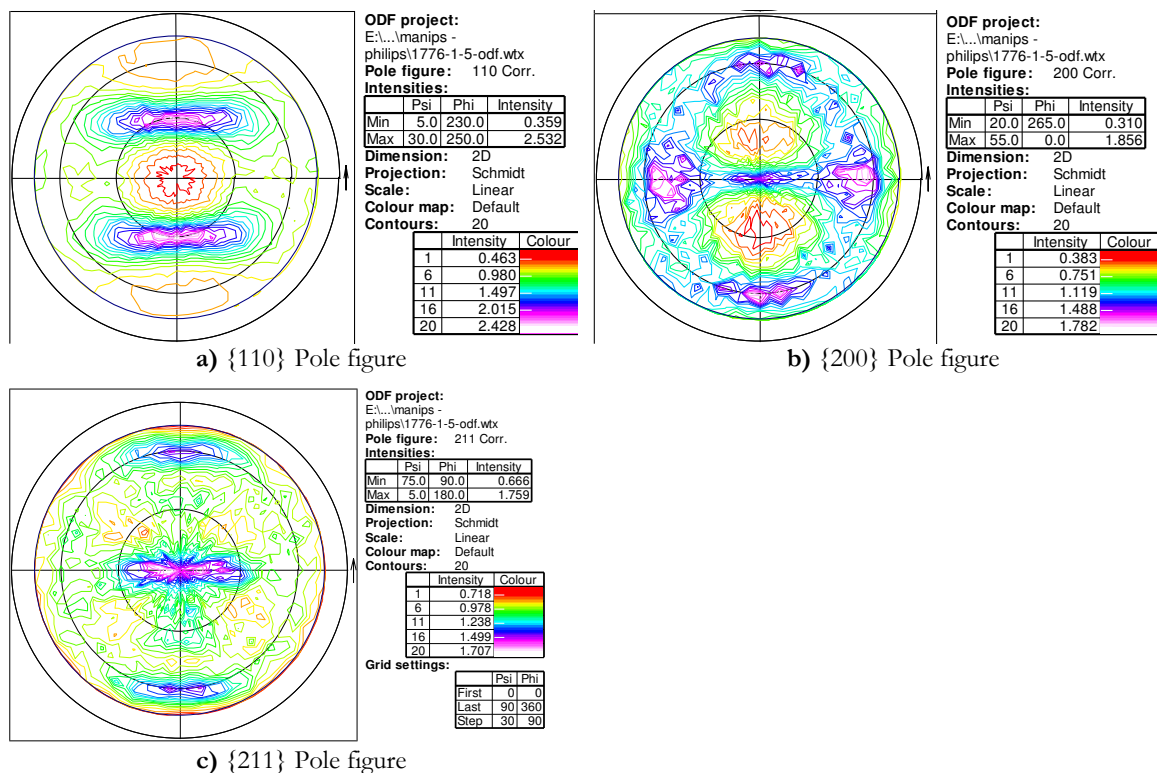 ODF project:
E:\...\manips -
philips\1776-1-5-odf.wtx
Pole figure: 110 Corr.
Intensities:
Psi Phi Intensity
Min 5.0 230.0 0.359
Max 30.0 250.0 2.532
Dimension: 2D
Projection: Schmidt
Scale: Linear
Colour map: Default
Contours: 20
Intensity Colour
1 0.463
6 0.980
11 1.497
16 2.015
20 2.428
a) {110} Pole figure
ODF project:
E:\...\manips -
philips\1776-1-5-odf.wtx
Pole figure: 200 Corr.
Intensities:
Psi Phi Intensity
Min 20.0 265.0 0.310
Max 55.0 0.0 1.856
Dimension: 2D
Projection: Schmidt
Scale: Linear
Colour map: Default
Contours: 20
Intensity Colour
1 0.383
6 0.751
11 1.119
16 1.488
20 1.782
b) {200} Pole figure
ODF project:
E:\...\manips -
philips\1776-1-5-odf.wtx
Pole figure: 211 Corr.
Intensities:
Psi Phi Intensity
Min 75.0 90.0 0.666
Max 5.0 180.0 1.759
Dimension: 2D
Projection: Schmidt
Scale: Linear
Colour map: Default
Contours: 20
Intensity Colour
1 0.718
6 0.978
11 1.238
16 1.499
20 1.707
Grid settings:
Psi Phi
First 0 0
Last 90 360
Step 30 90
c) {211} Pole figure